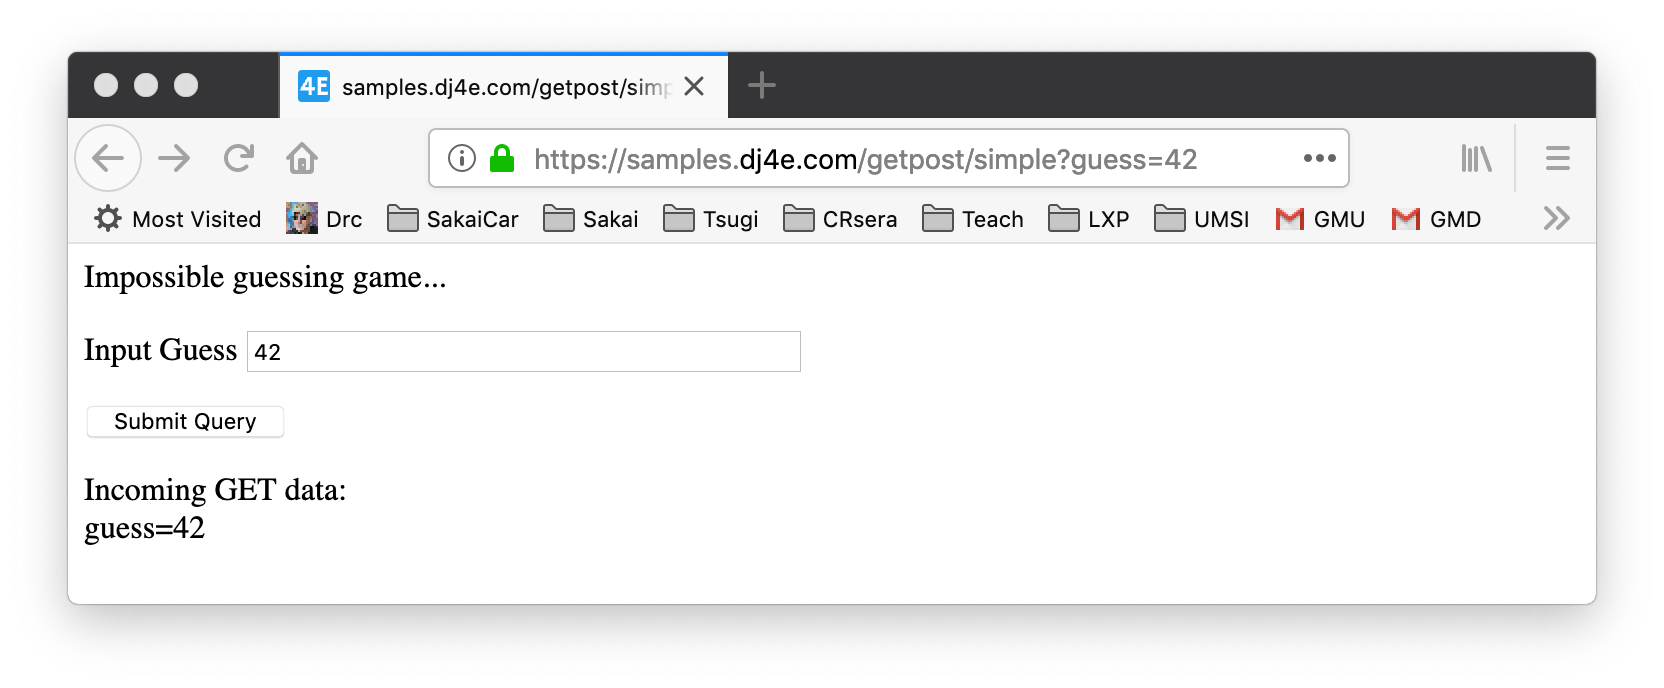 4E samples.dj4e.com/getpost/simp
https://samples.dj4e.com/getpost/simple?guess=42
Most Visited Drc SakaiCar Sakai Tsugi CRsera Teach LXP UMSI GMU GMD
Impossible guessing game...
Input Guess 42
Submit Query
Incoming GET data:
guess=42